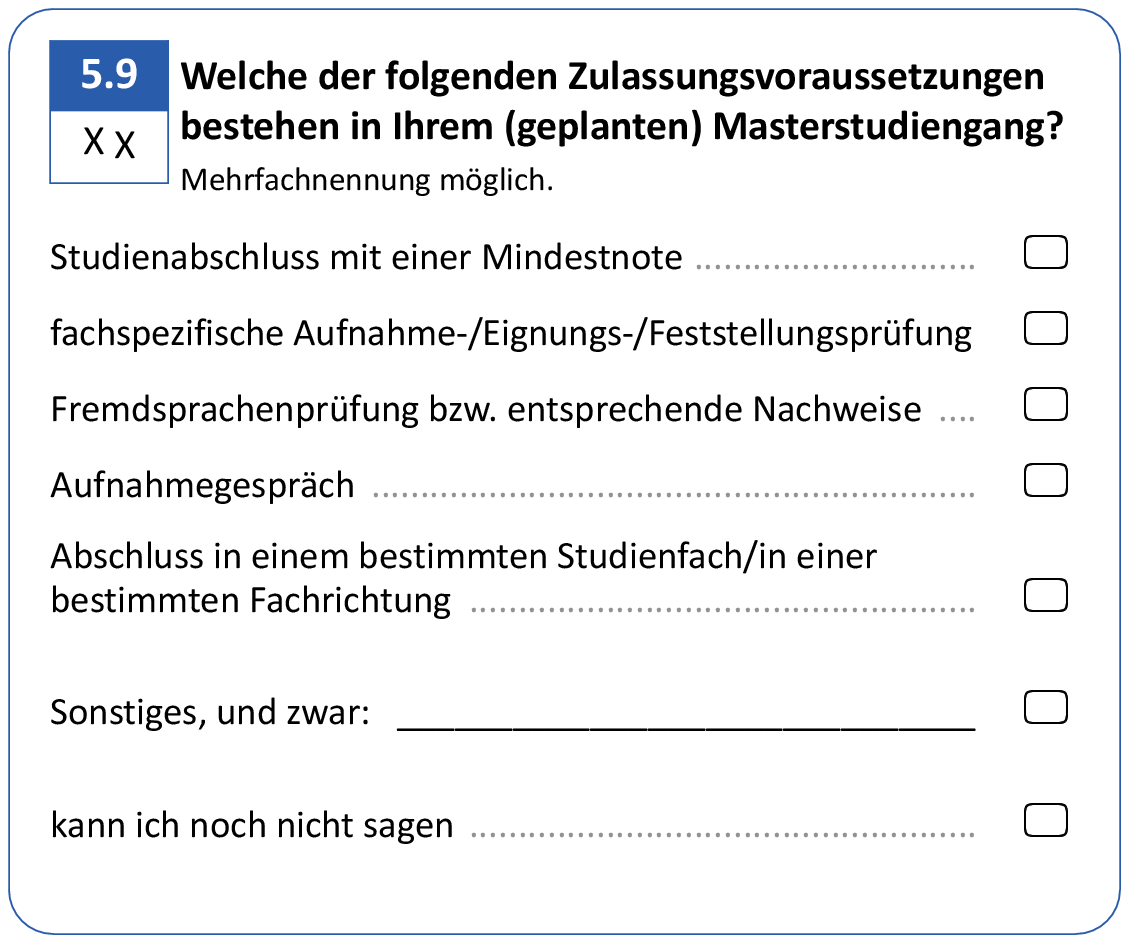 5.9
X X
Welche der folgenden Zulassungsvoraussetzungen
bestehen in Ihrem (geplanten) Masterstudiengang?
Mehrfachnennung möglich.
Studienabschluss mit einer Mindestnote ............................
fachspezifische Aufnahme-/Eignungs-/Feststellungsprüfung
Fremdsprachenprüfung bzw. entsprechende Nachweise ....
Aufnahmegespräch .............................................................
Abschluss in einem bestimmten Studienfach/in einer
bestimmten Fachrichtung ...................................................
Sonstiges, und zwar: ______________________________
kann ich noch nicht sagen ...................................................